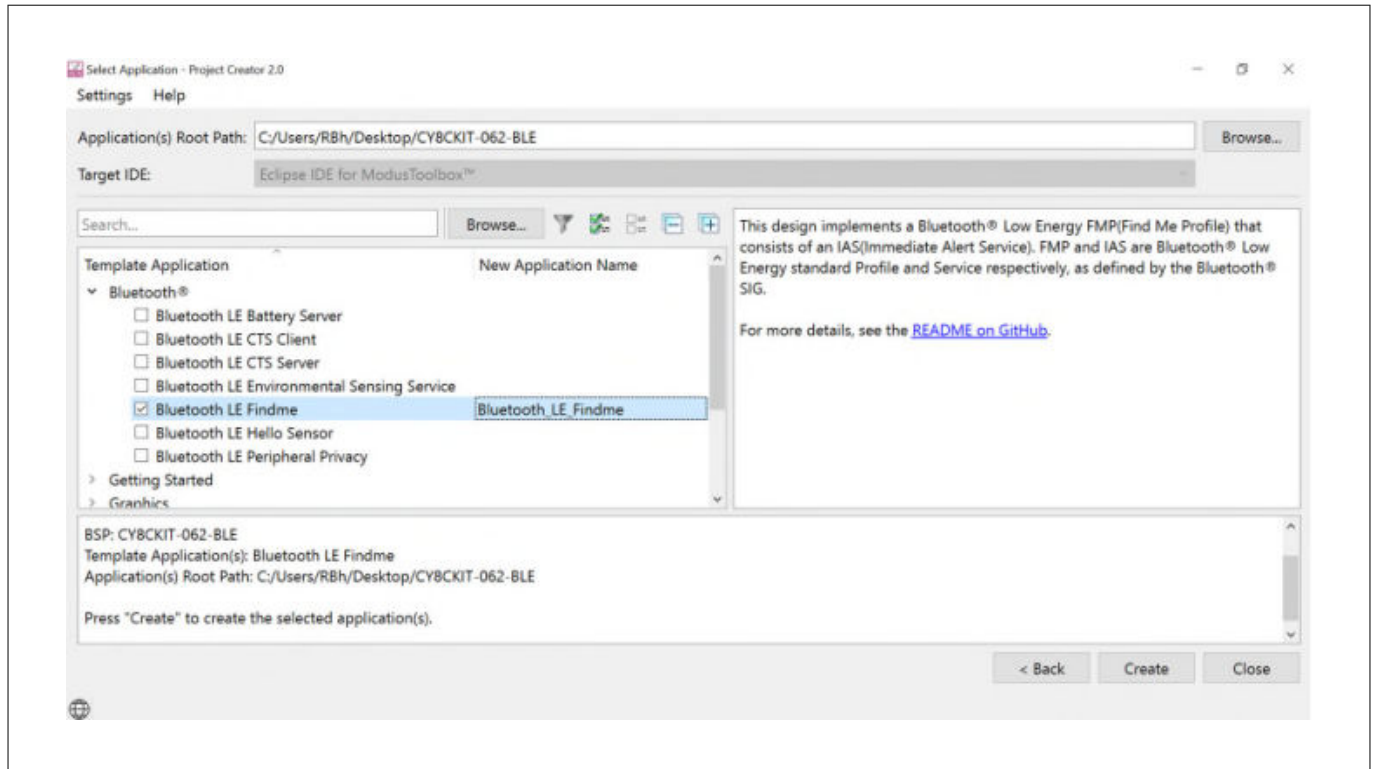 Select Application - Project Creator 2.0
Settings Help
Application(s) Root Path: C:/Users/RBh/Desktop/CY8CKIT-062-BLE Browse...
Target IDE: Eclipse IDE for ModusToolbox™
Search... Browse...
Template Application New Application Name
Bluetooth®
Bluetooth LE Battery Server
Bluetooth LE CTS Client
Bluetooth LE CTS Server
Bluetooth LE Environmental Sensing Service
Bluetooth LE Findme Bluetooth_LE_Findme
Bluetooth LE Hello Sensor
Bluetooth LE Peripheral Privacy
Getting Started
Graphics
This design implements a Bluetooth® Low Energy FMP(Find Me Profile) that
consists of an IAS(Immediate Alert Service). FMP and IAS are Bluetooth® Low
Energy standard Profile and Service respectively, as defined by the Bluetooth®
SIG.
For more details, see the README on GitHub.
BSP: CY8CKIT-062-BLE
Template Application(s): Bluetooth LE Findme
Application(s) Root Path: C:/Users/RBh/Desktop/CY8CKIT-062-BLE
Press "Create" to create the selected application(s).
< Back Create Close